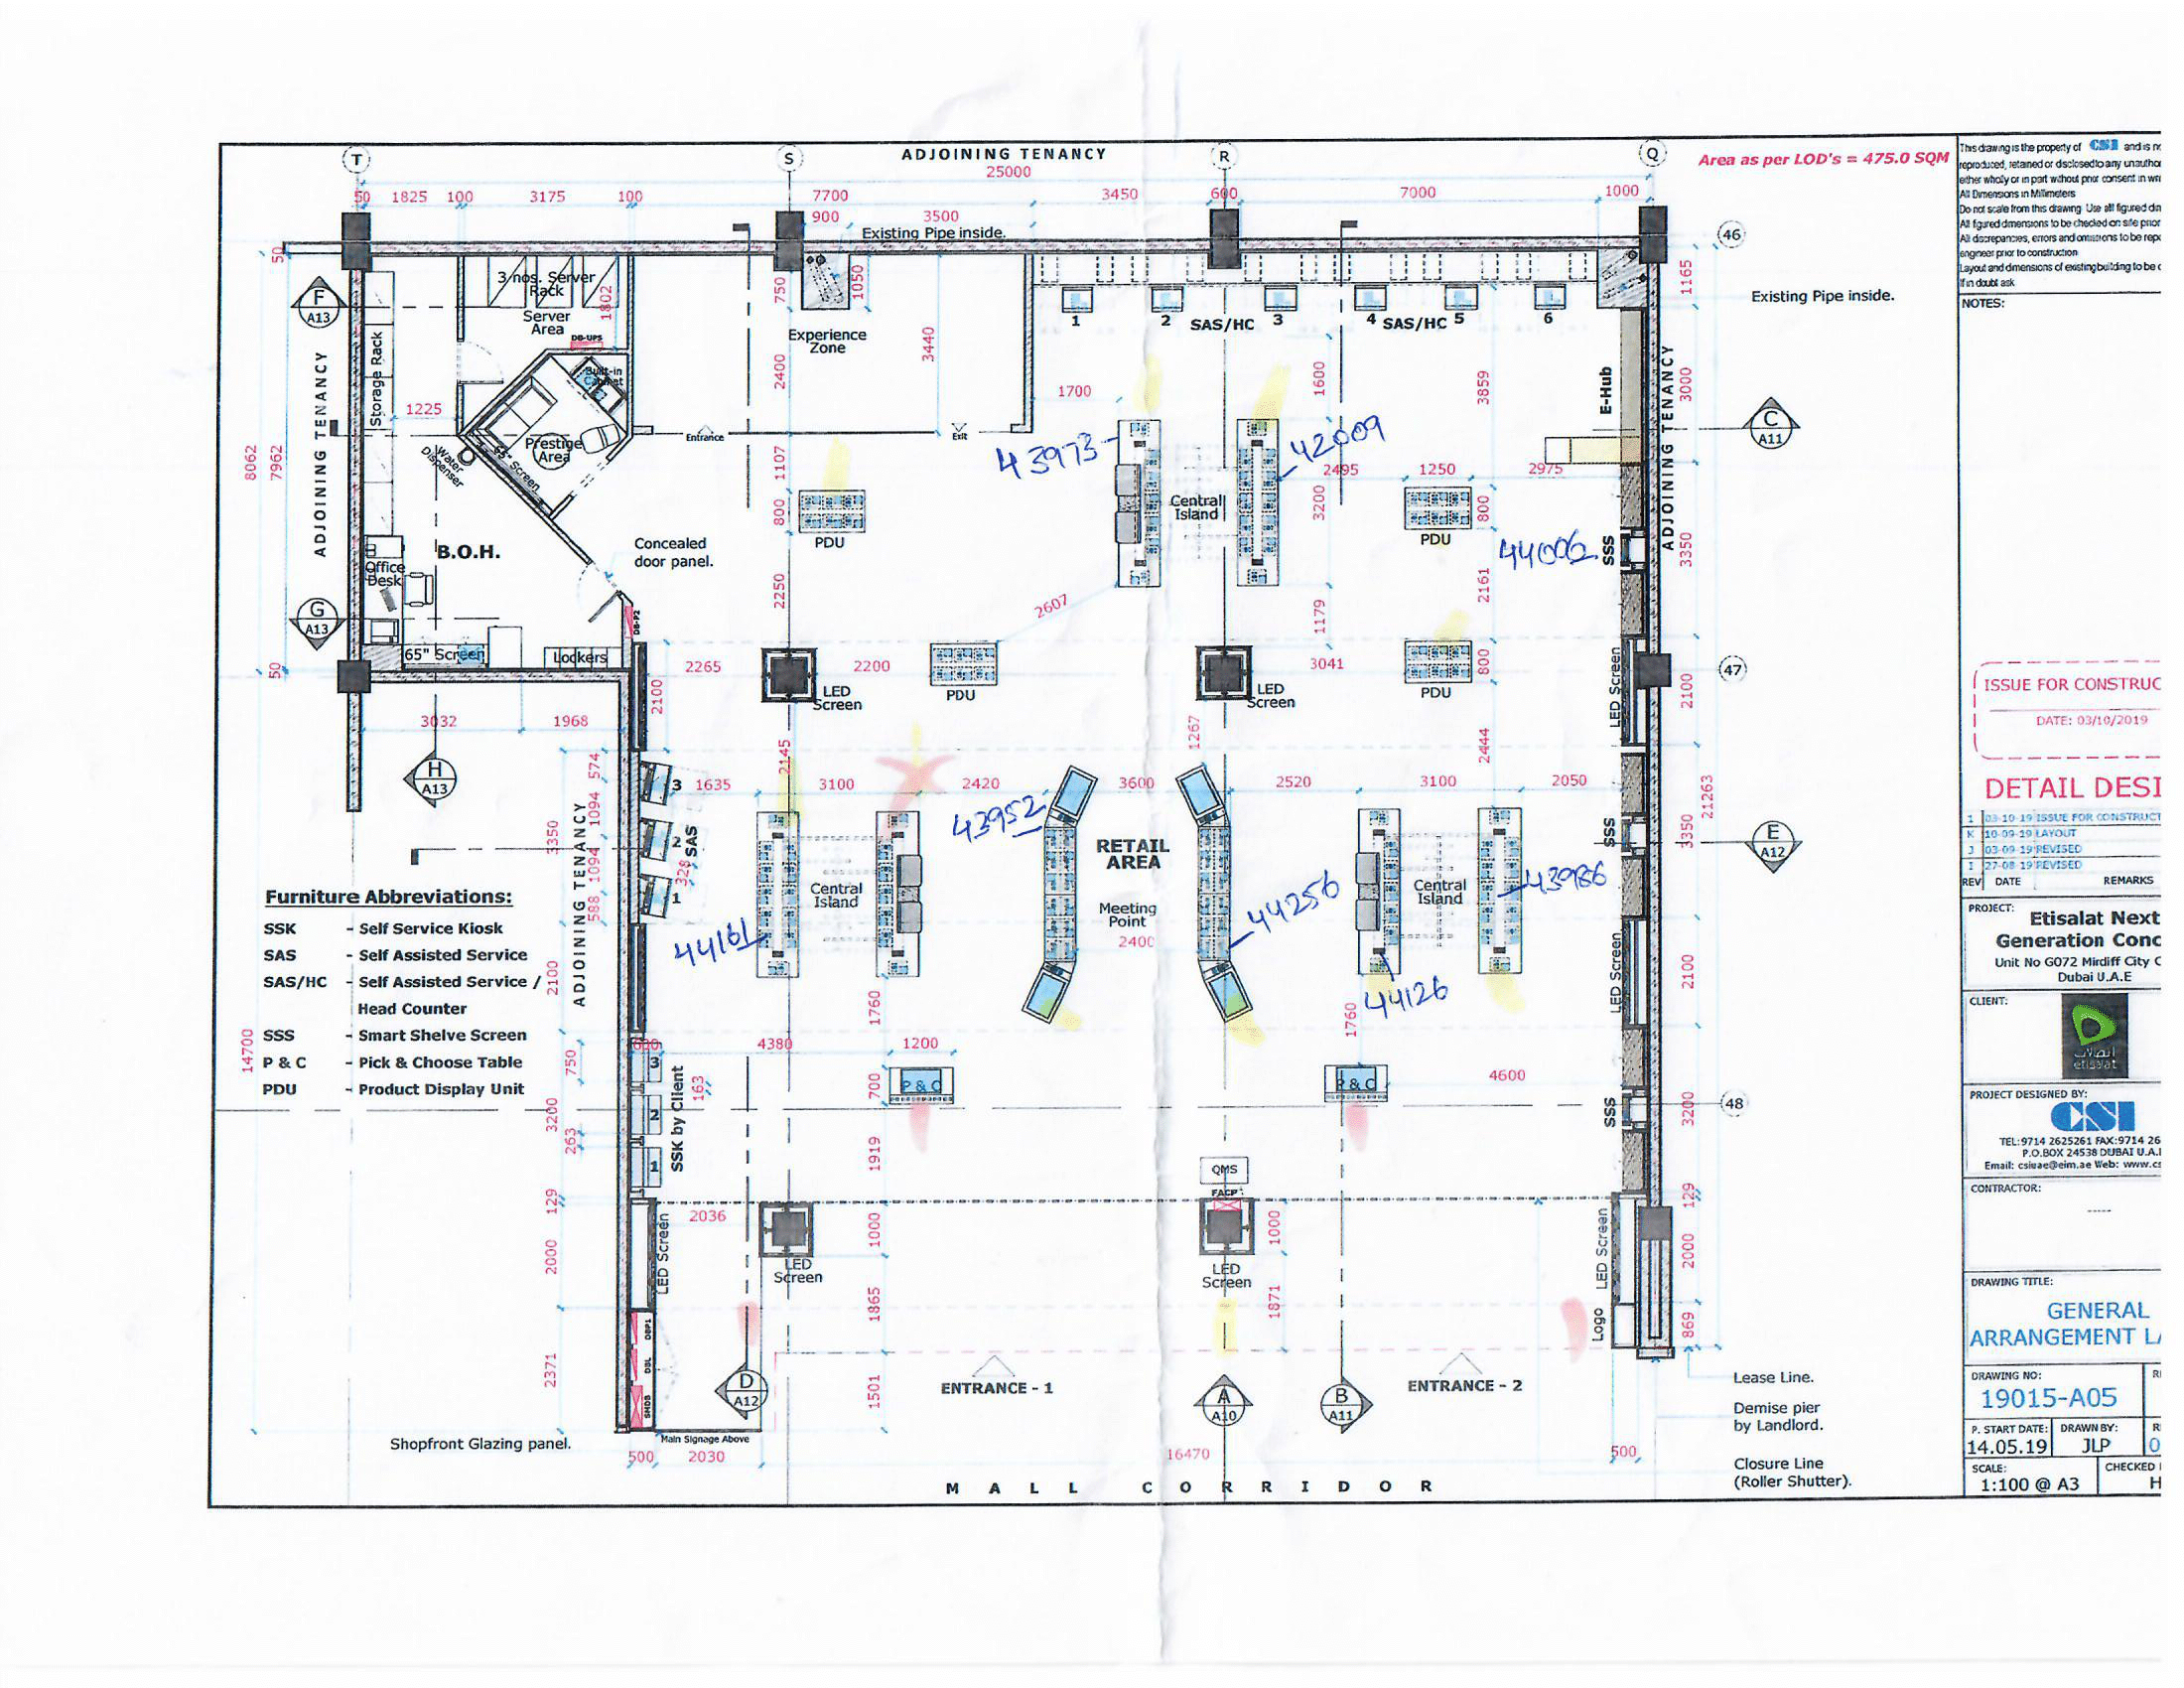 T
S
ADJOINING TENANCY
R
Q
Area as per LOD's = 475.0 SQM
25000
50 1825 100 3175 100 7700 3450 600 7000 1000
900 3500
Existing Pipe inside.
46
50
F
A13
3 nos. Server
Rack
Server
Area
1802
DB-UPS
750
1050
Experience
Zone
2400
3440
1 2 SAS/HC 3 4 SAS/HC 5 6
1165
Existing Pipe inside.
ADJOINING TENANCY
Storage Rack
1225
Built-in
Cabinet
Prestige
Area
65" Screen
Water
Dispenser
Entrance
Exit
1700
1600
3859
E-Hub
ADJOINING TENANCY
3000
C
A11
8062
7962
43973
42009
1107
800
PDU
Central
Island
2495 1250 2975
3200
800
PDU
44062
SSS
3350
B.O.H.
Office
Desk
Concealed
door panel.
2250
2607
1179
2161
G
A13
DB-P2
65" Screen
Lockers
50
2265
2200
PDU
LED
Screen
3041
LED
Screen
800
PDU
LED Screen
47
2100
2100
3032 1968
H
A13
2145
1267
2444
21263
574
1094
1094
588
3350
3
2
1
SAS
328
1635 3100 2420 3600 2520 3100 2050
43952
RETAIL
AREA
Meeting
Point
2400
Central
Island
Central
Island
44161
44256
43986
44126
SSS
3350
E
A12
ADJOINING TENANCY
2100
LED Screen
2100
Furniture Abbreviations:
SSK - Self Service Kiosk
SAS - Self Assisted Service
SAS/HC - Self Assisted Service /
Head Counter
SSS - Smart Shelve Screen
P & C - Pick & Choose Table
PDU - Product Display Unit
14700
1760
1760
600 4380 1200
750
3
2
1
SSK by Client
163
3200
263
700
P & C
P & C
4600
SSS
3200
48
1919
QMS
FACP
129
129
2036
LED Screen
2000
1000
LED
Screen
1000
LED
Screen
LED Screen
2000
1865
1871
Logo
869
DBP1
DBL
SMDB
2371
1501
D
A12
ENTRANCE - 1
A
A10
B
A11
ENTRANCE - 2
Lease Line.
Demise pier
by Landlord.
Closure Line
(Roller Shutter).
Shopfront Glazing panel.
Main Signage Above
500 2030 16470 500
MALL CORRIDOR
This drawing is the property of CSI and is
reproduced, retained or disclosed to any
either wholly or in part without prior consent in
All Dimensions in Millimeters
Do not scale from this drawing. Use all figured
All figured dimensions to be checked on site prior
All discrepancies, errors and omissions to be
engineer prior to construction
Layout and dimensions of existing building to be
If in doubt ask
NOTES:
ISSUE FOR CONSTRUC
DATE: 03/10/2019
DETAIL DESI
1 03-10-19 ISSUE FOR CONSTRUCT
K 10-09-19 LAYOUT
J 03-09-19 REVISED
I 27-08-19 REVISED
REV DATE REMARKS
PROJECT:
Etisalat Next
Generation Conc
Unit No G072 Mirdiff City C
Dubai U.A.E
CLIENT:
اتصالات
etisalat
PROJECT DESIGNED BY:
CSI
TEL:9714 2625261 FAX:9714 26
P.O.BOX 24538 DUBAI U.A.
Email: csiuae@eim.ae Web: www.cs
CONTRACTOR:
----
DRAWING TITLE:
GENERAL
ARRANGEMENT LA
DRAWING NO:
19015-A05
P. START DATE: DRAWN BY:
14.05.19 JLP
SCALE: CHECKED
1:100 @ A3 H